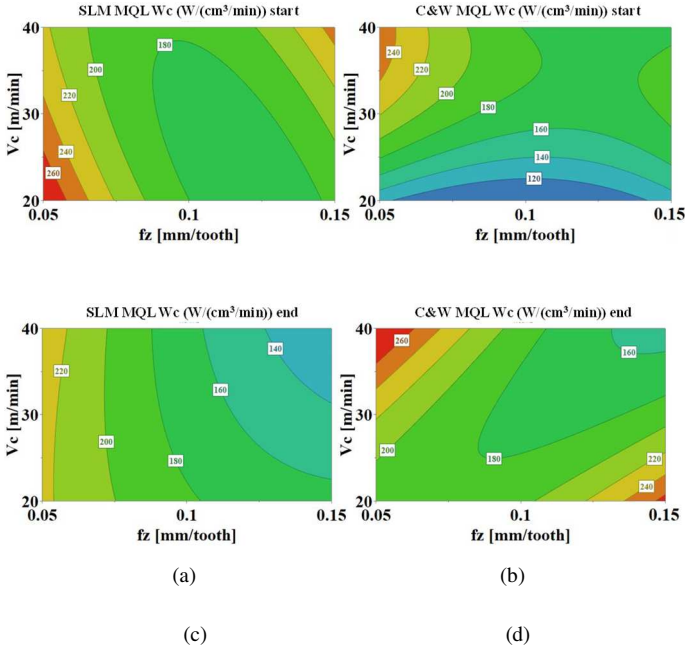 SLM MQL Wc (W/(cm³/min)) start
C&W MQL Wc (W/(cm³/min)) start
40
180
200
220
240
260
30
20
Vc [m/min]
0.05
0.1
0.15
fz [mm/tooth]
40
240
220
200
180
160
140
120
30
20
Vc [m/min]
0.05
0.1
0.15
fz [mm/tooth]
SLM MQL Wc (W/(cm³/min)) end
C&W MQL Wc (W/(cm³/min)) end
40
140
220
160
200
180
30
20
Vc [m/min]
0.05
0.1
0.15
fz [mm/tooth]
40
260
160
200
180
220
240
30
20
Vc [m/min]
0.05
0.1
0.15
fz [mm/tooth]
(a)
(b)
(c)
(d)